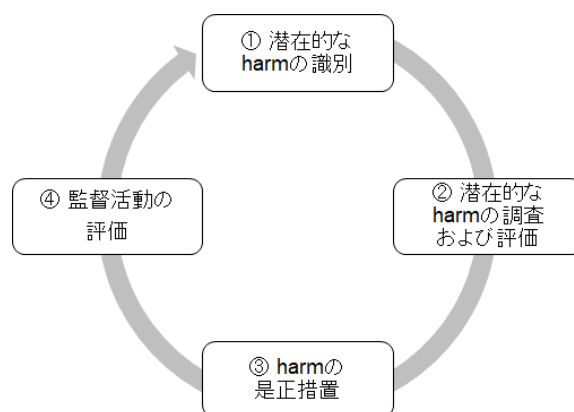 ① 潜在的な
harmの識別
② 潜在的な
harmの調査
および評価
③ harmの
是正措置
④ 監督活動の
評価